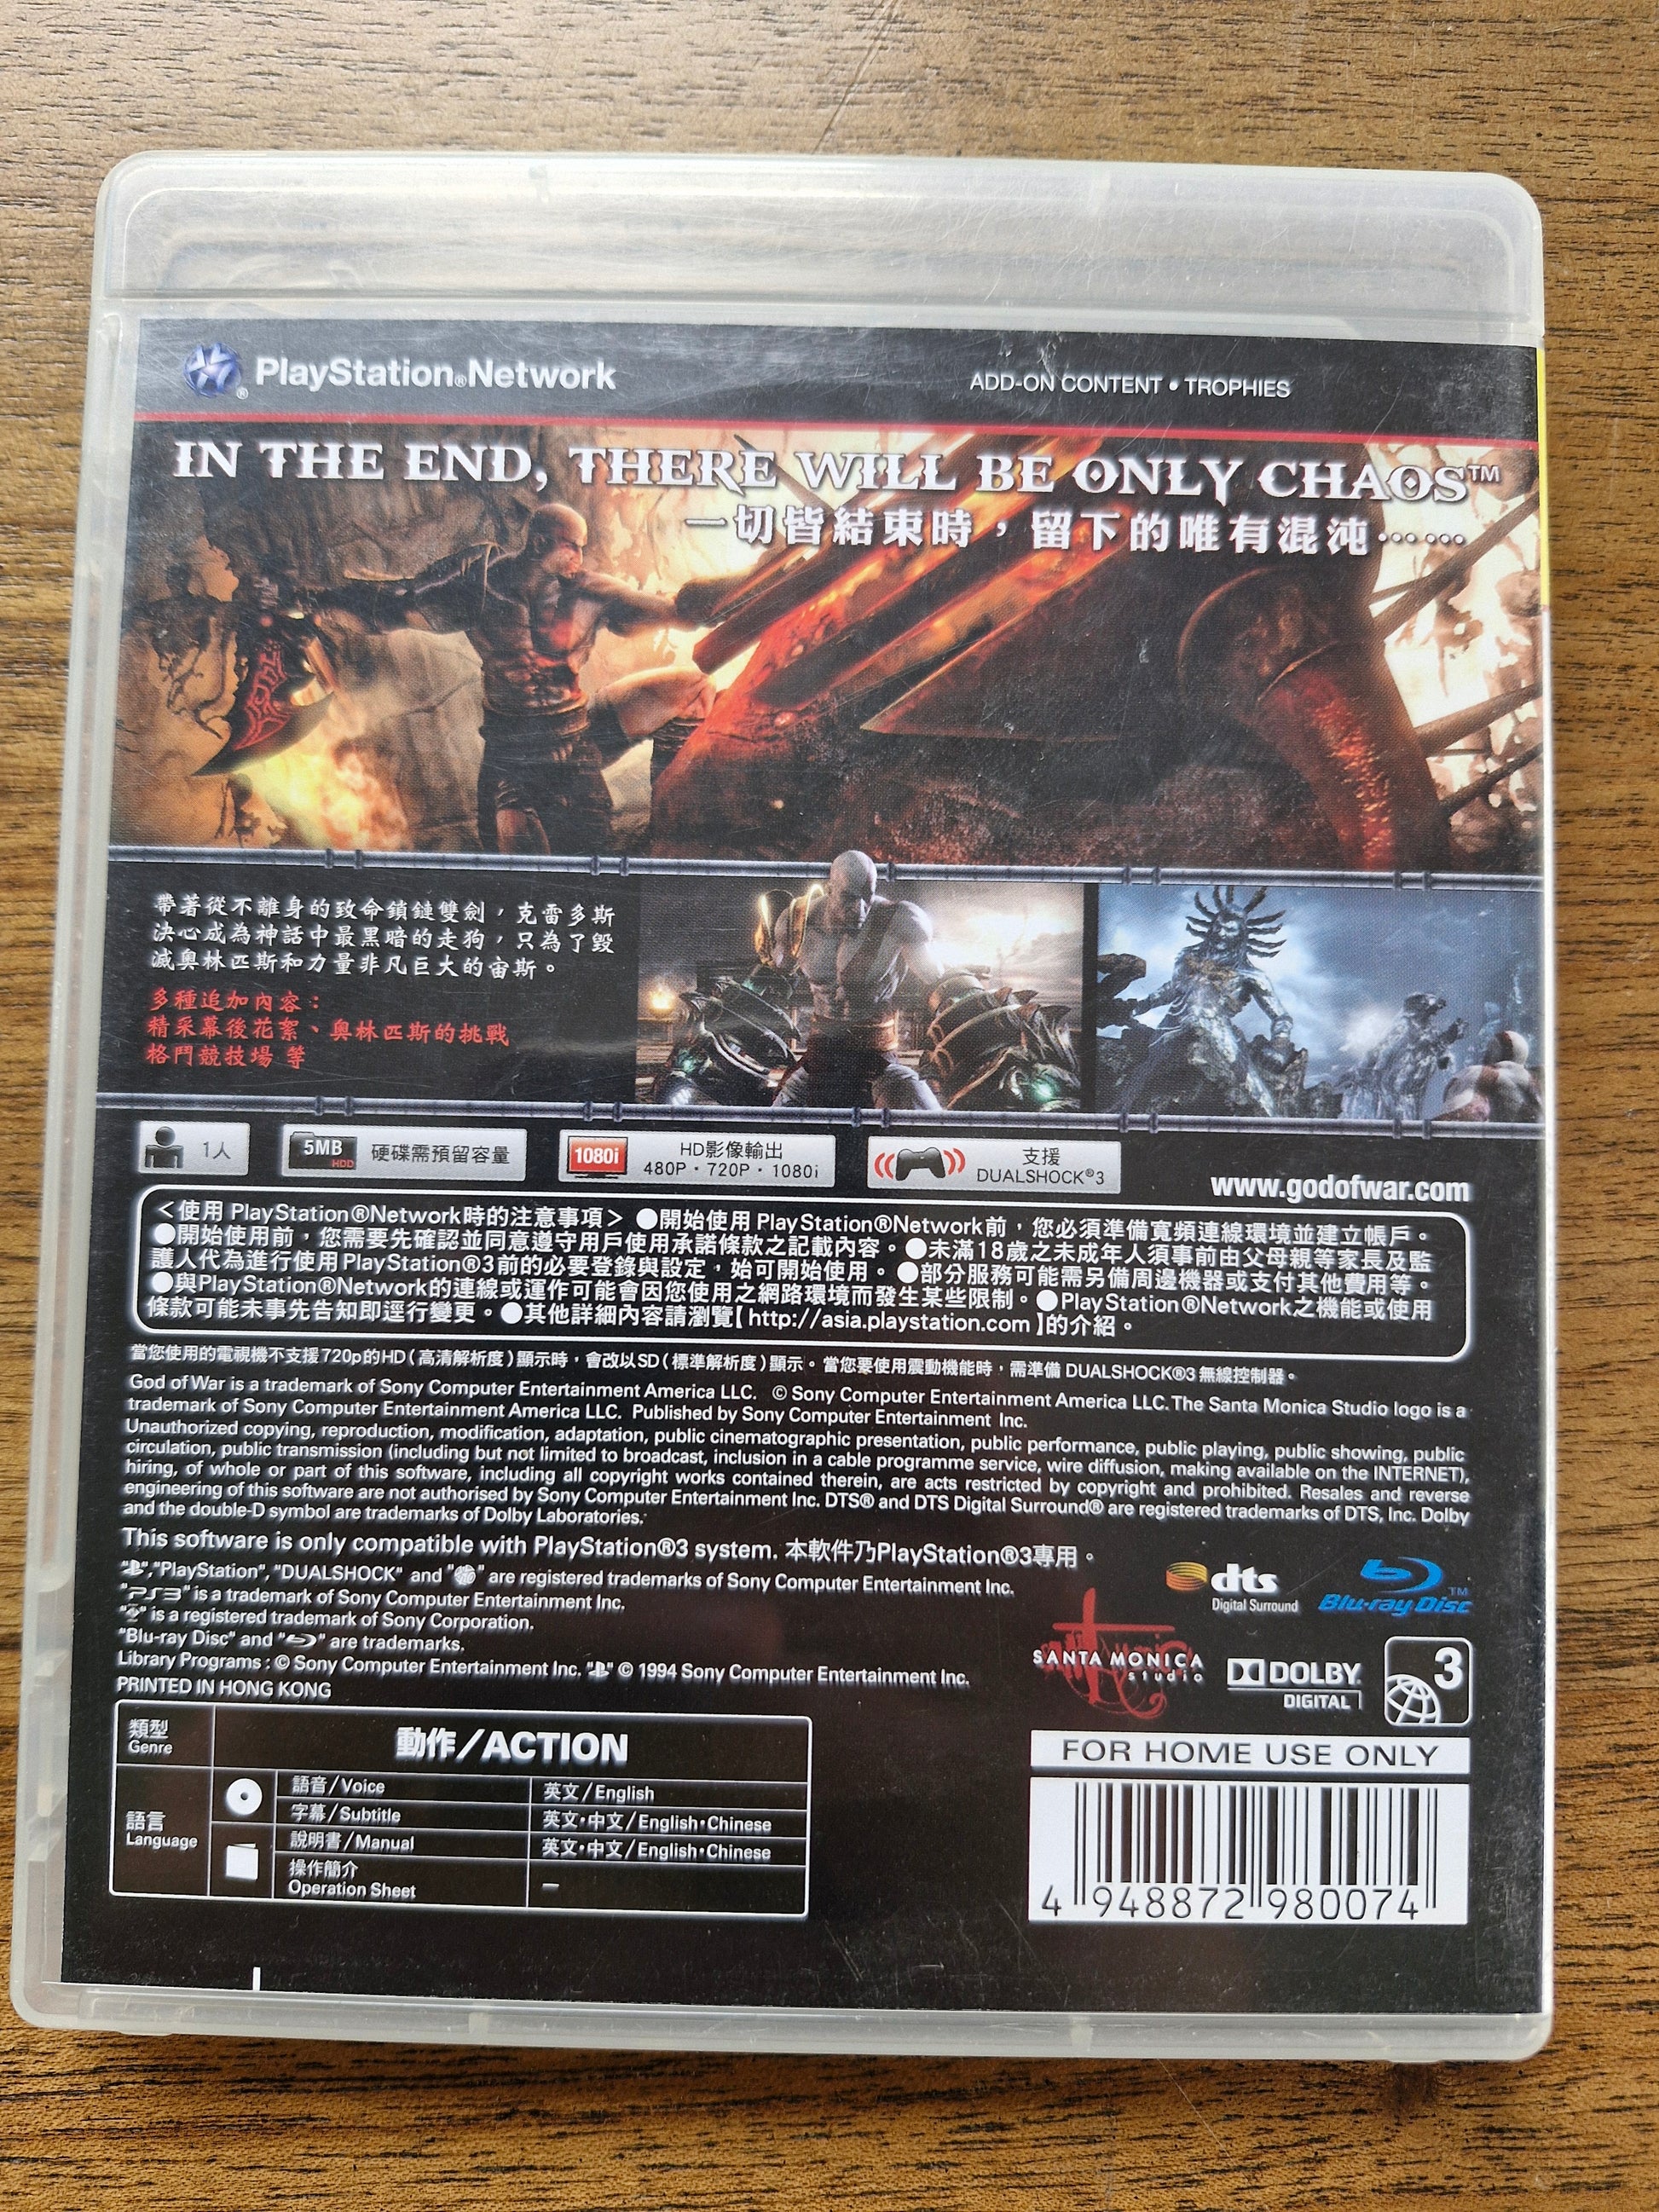 PlayStation®Network
ADD-ON CONTENT • TROPHIES
IN THE END, THERE WILL BE ONLY CHAOS™
一切皆結束時，留下的唯有混沌……
帶著從不離身的致命鎖鏈雙劍，克雷多斯
決心成為神話中最黑暗的走狗，只為了毀
滅奧林匹斯和力量非凡巨大的宙斯。
多種追加內容：
精采幕後花絮、奧林匹斯的挑戰
格鬥競技場 等
1人
5MB HDD 硬碟需預留容量
1080i HD影像輸出
480P・720P・1080i
支援
DUALSHOCK®3
www.godofwar.com
＜使用 PlayStation®Network時的注意事項＞ ●開始使用 PlayStation®Network前，您必須準備寬頻連線環境並建立帳戶。
●開始使用前，您需要先確認並同意遵守用戶使用承諾條款之記載內容。●未滿18歲之未成年人須事前由父母親等家長及監
護人代為進行使用PlayStation®3前的必要登錄與設定，始可開始使用。●部分服務可能需另備周邊機器或支付其他費用等。
●與PlayStation®Network的連線或運作可能會因您使用之網路環境而發生某些限制。●PlayStation®Network之機能或使用
條款可能未事先告知即逕行變更。●其他詳細內容請瀏覽【http://asia.playstation.com】的介紹。
當您使用的電視機不支援720p的HD（高清解析度）顯示時，會改以SD（標準解析度）顯示。當您要使用震動機能時，需準備 DUALSHOCK®3 無線控制器。
God of War is a trademark of Sony Computer Entertainment America LLC. © Sony Computer Entertainment America LLC. The Santa Monica Studio logo is a
trademark of Sony Computer Entertainment America LLC. Published by Sony Computer Entertainment Inc.
Unauthorized copying, reproduction, modification, adaptation, public cinematographic presentation, public performance, public playing, public showing, public
circulation, public transmission (including but not limited to broadcast, inclusion in a cable programme service, wire diffusion, making available on the INTERNET),
hiring, of whole or part of this software, including all copyright works contained therein, are acts restricted by copyright and prohibited. Resales and reverse
engineering of this software are not authorised by Sony Computer Entertainment Inc. DTS® and DTS Digital Surround® are registered trademarks of DTS, Inc. Dolby
and the double-D symbol are trademarks of Dolby Laboratories.
This software is only compatible with PlayStation®3 system. 本軟件乃PlayStation®3專用。
"","PlayStation", "DUALSHOCK" and "" are registered trademarks of Sony Computer Entertainment Inc.
"PS3" is a trademark of Sony Computer Entertainment Inc.
"" is a registered trademark of Sony Corporation.
"Blu-ray Disc" and "" are trademarks.
Library Programs : © Sony Computer Entertainment Inc. "" © 1994 Sony Computer Entertainment Inc.
PRINTED IN HONG KONG
dts
Digital Surround
Blu-ray Disc™
SANTA MONICA
studio
DOLBY
DIGITAL
3
類型
Genre
動作/ACTION
語言
Language
語音/Voice 英文/English
字幕/Subtitle 英文・中文/English・Chinese
說明書/Manual 英文・中文/English・Chinese
操作簡介
Operation Sheet –
FOR HOME USE ONLY
4 948872 980074